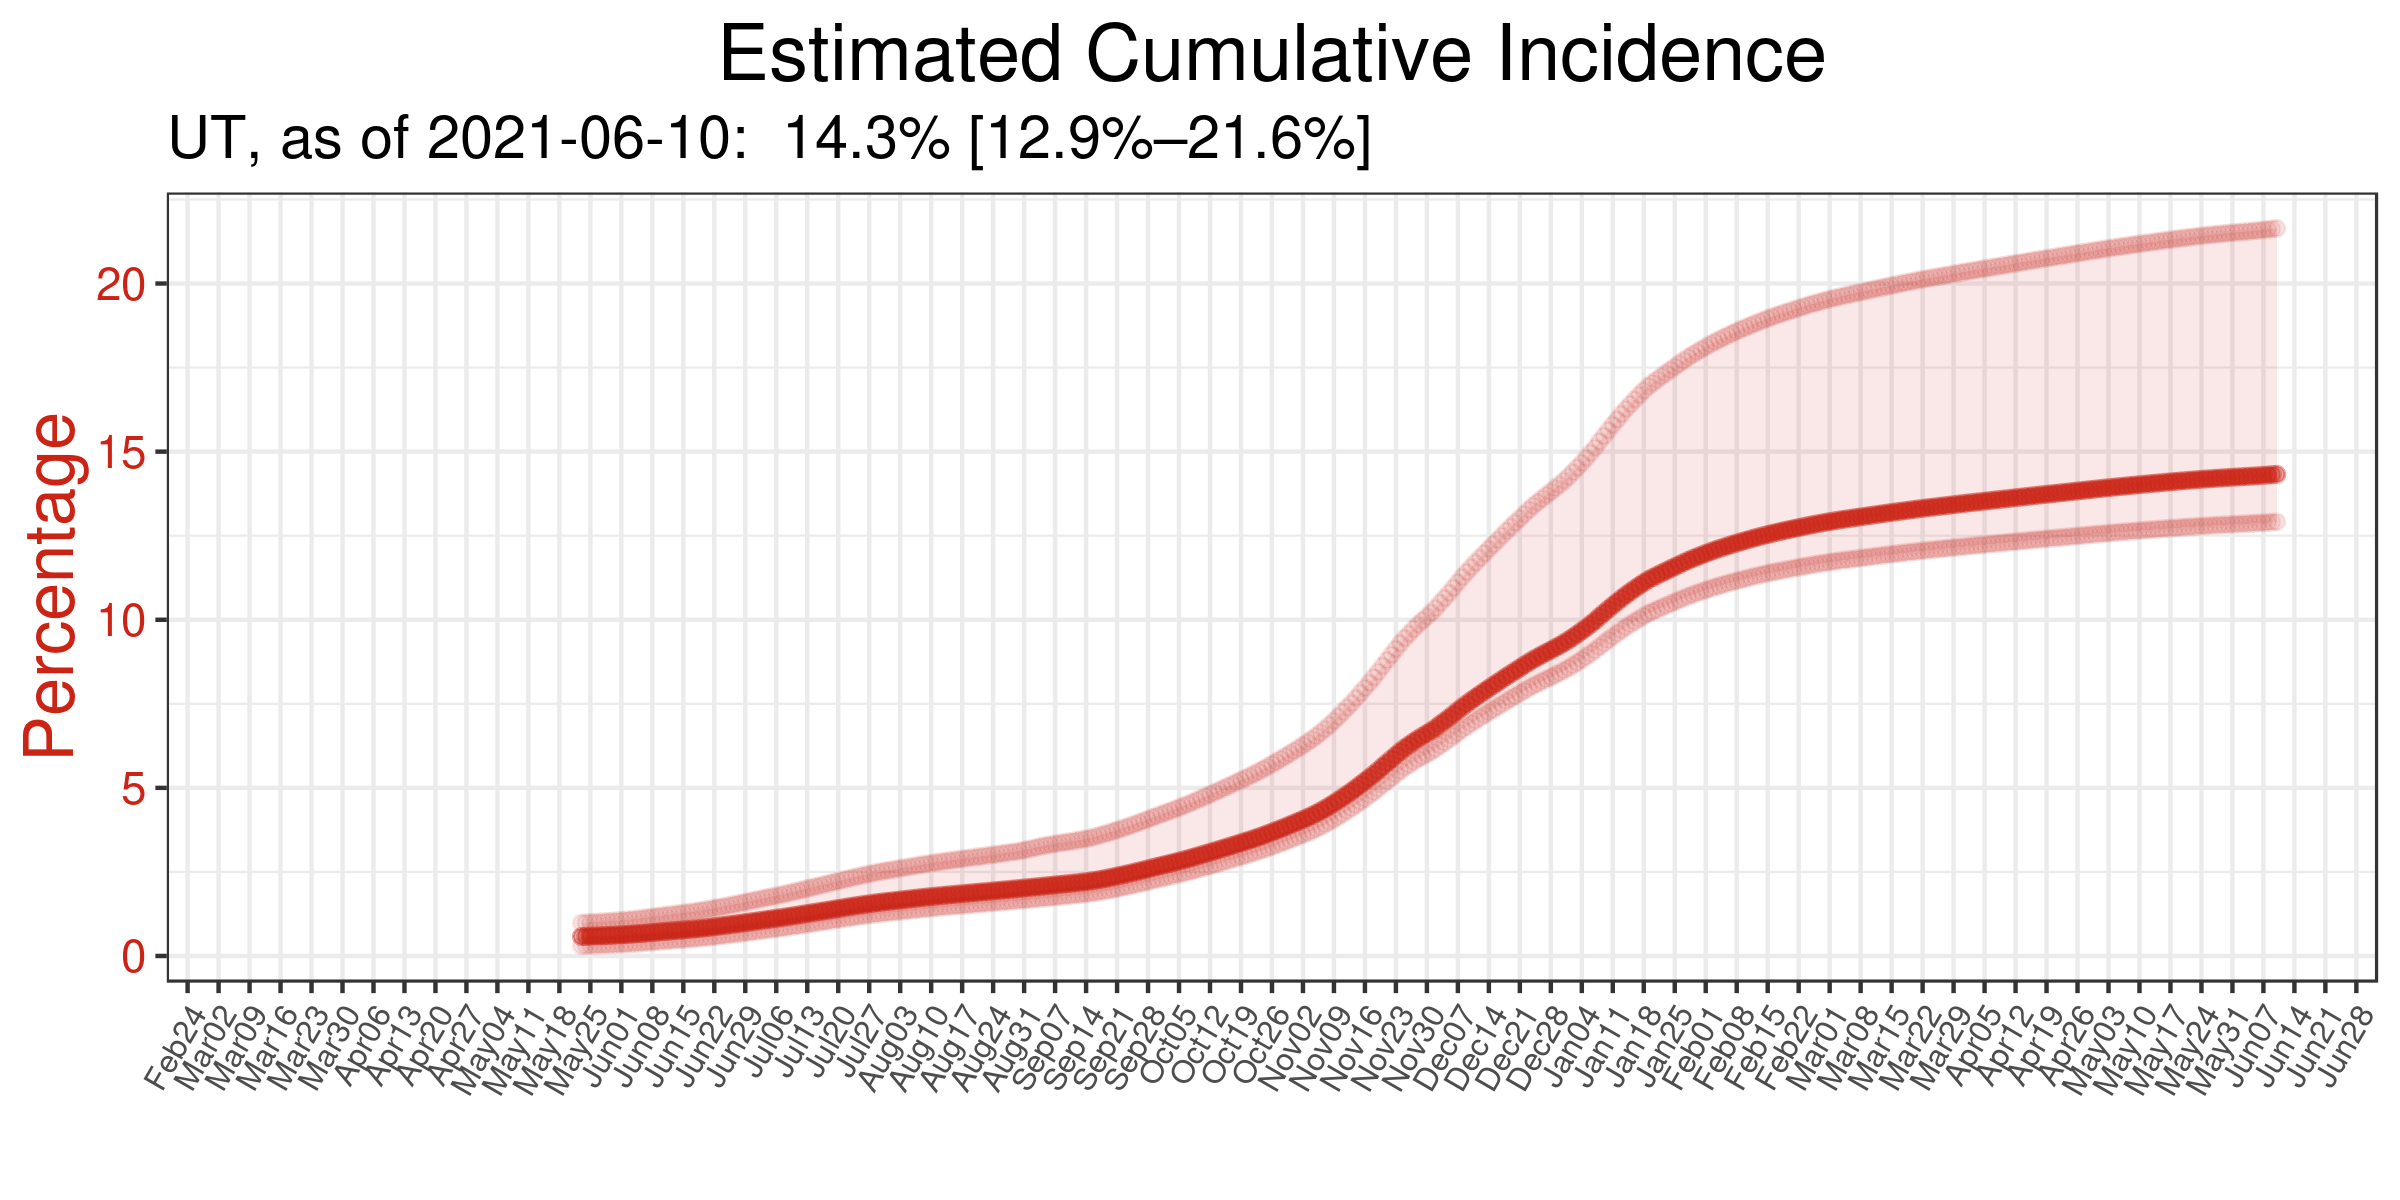 Estimated Cumulative Incidence
UT, as of 2021-06-10:  14.3% [12.9%–21.6%]
Percentage
20
15
10
5
0
Feb24
Mar02
Mar09
Mar16
Mar23
Mar30
Apr06
Apr13
Apr20
Apr27
May04
May11
May18
May25
Jun01
Jun08
Jun15
Jun22
Jun29
Jul06
Jul13
Jul20
Jul27
Aug03
Aug10
Aug17
Aug24
Aug31
Sep07
Sep14
Sep21
Sep28
Oct05
Oct12
Oct19
Oct26
Nov02
Nov09
Nov16
Nov23
Nov30
Dec07
Dec14
Dec21
Dec28
Jan04
Jan11
Jan18
Jan25
Feb01
Feb08
Feb15
Feb22
Mar01
Mar08
Mar15
Mar22
Mar29
Apr05
Apr12
Apr19
Apr26
May03
May10
May17
May24
May31
Jun07
Jun14
Jun21
Jun28